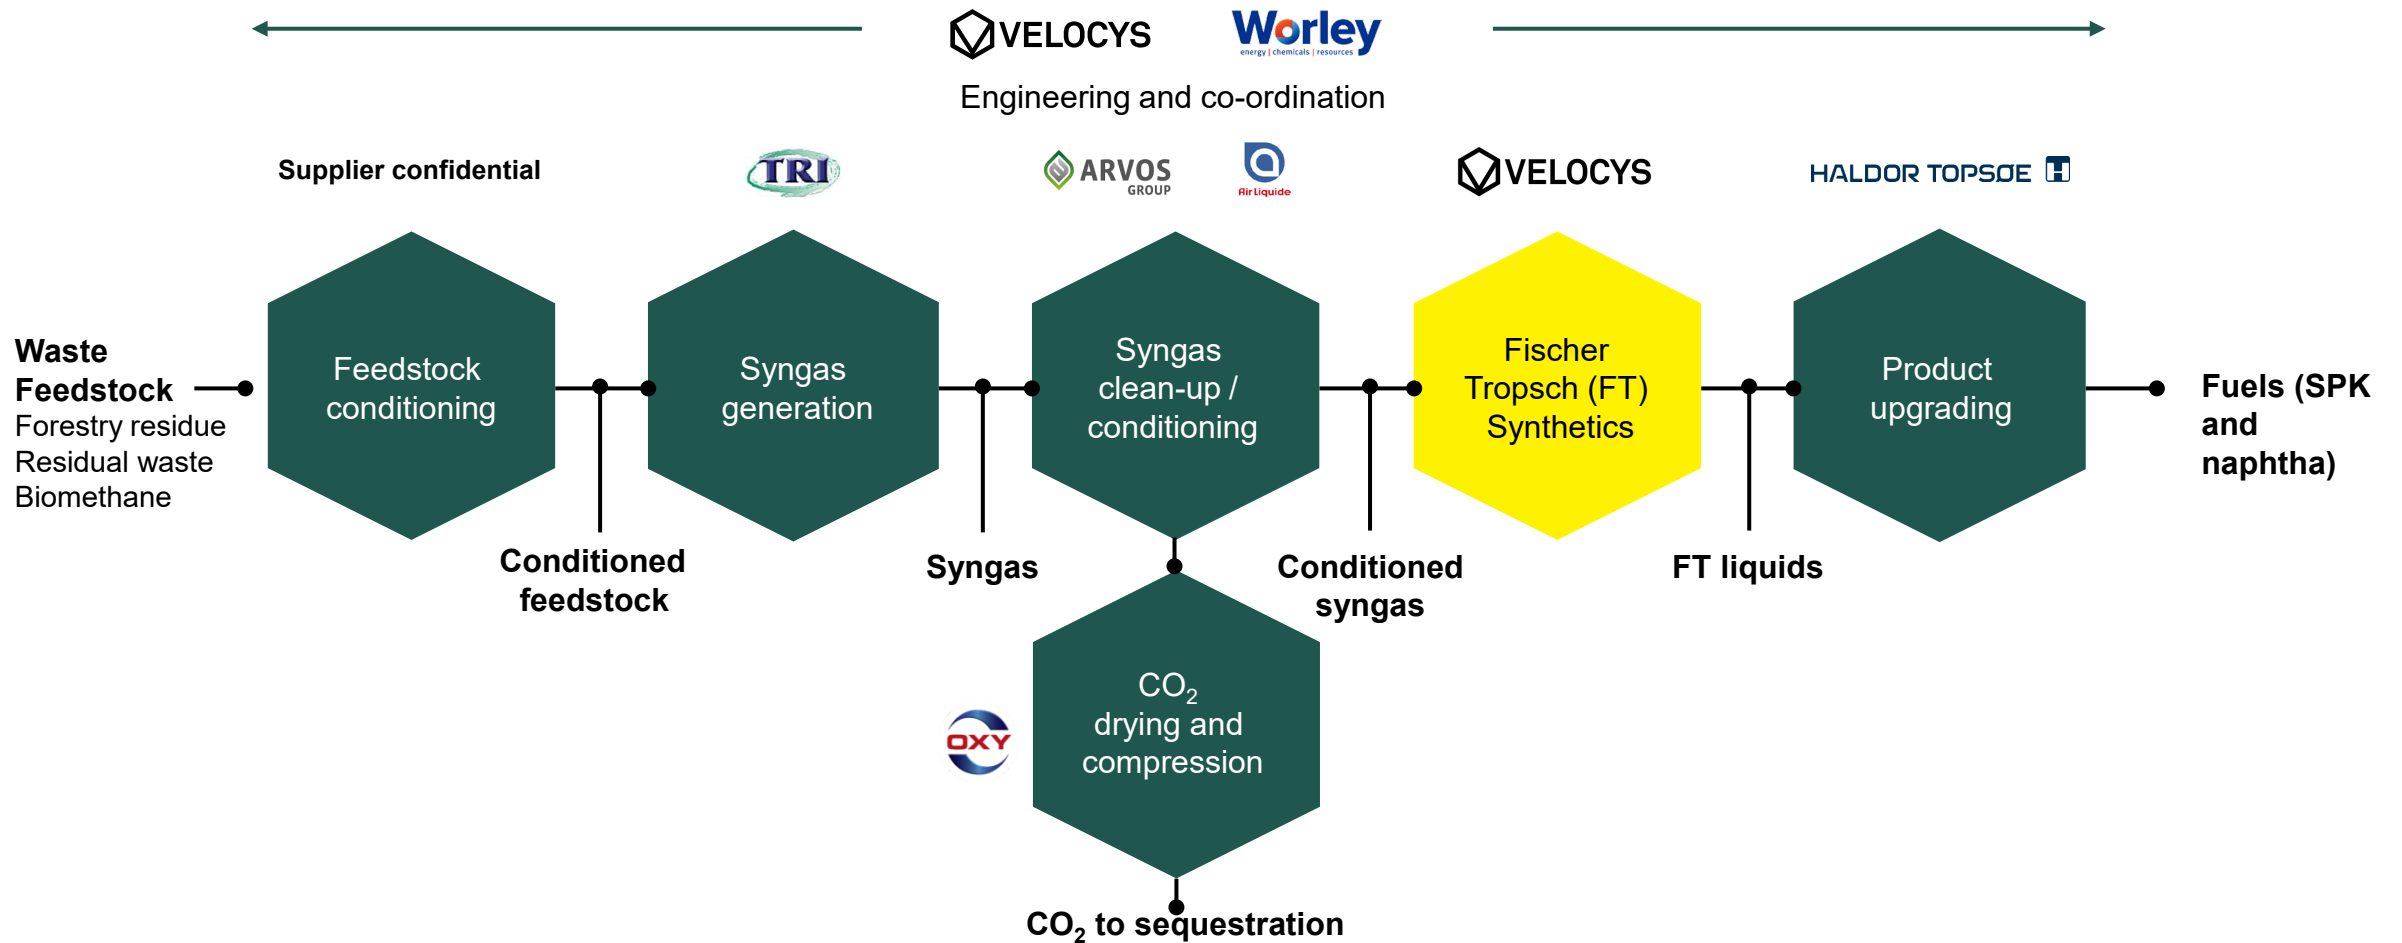 VELOCYS
Worley
energy | chemicals | resources
Engineering and co-ordination
Supplier confidential
TRI
ARVOS
GROUP
Air Liquide
VELOCYS
HALDOR TOPSØE
Waste
Feedstock
Forestry residue
Residual waste
Biomethane
Feedstock
conditioning
Syngas
generation
Syngas
clean-up /
conditioning
Fischer
Tropsch (FT)
Synthetics
Product
upgrading
Fuels (SPK
and
naphtha)
Conditioned
feedstock
Syngas
Conditioned
syngas
FT liquids
OXY
CO₂
drying and
compression
CO₂ to sequestration